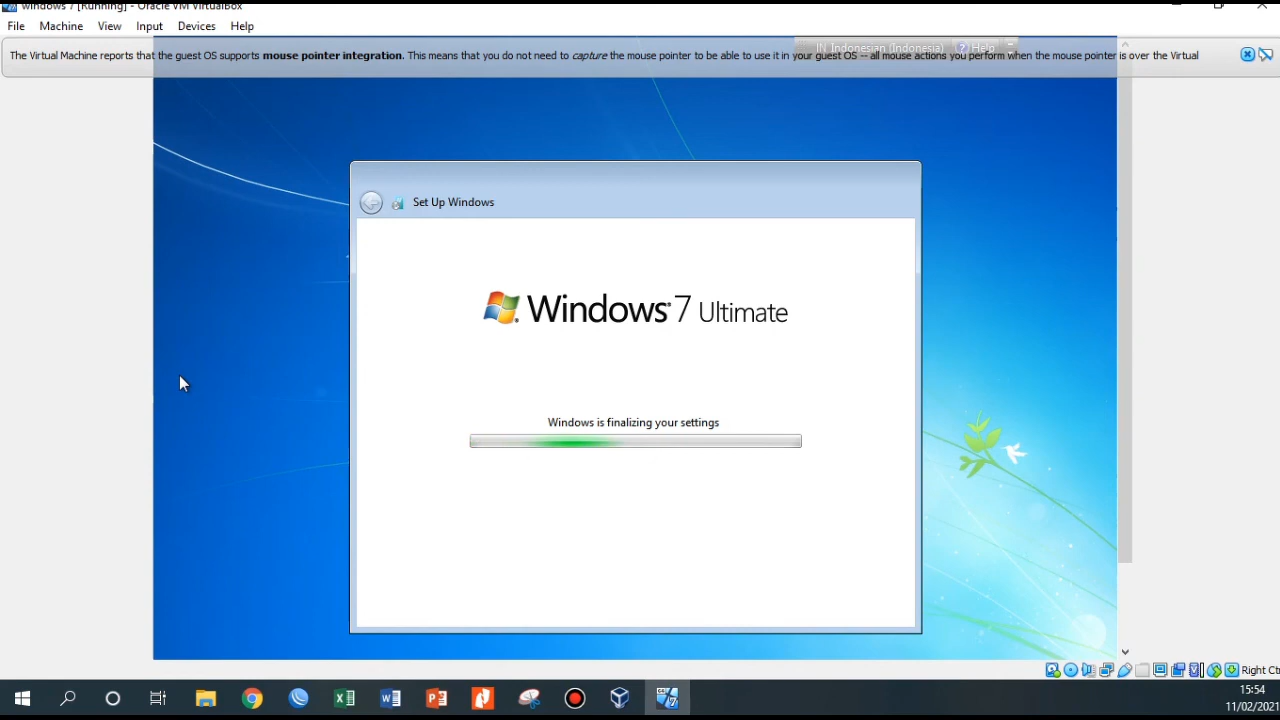 windows 7 [Running] - Oracle VM VirtualBox
File Machine View Input Devices Help
IN Indonesian (Indonesia) Help
The Virtual Machine reports that the guest OS supports mouse pointer integration. This means that you do not need to capture the mouse pointer to be able to use it in your guest OS -- all mouse actions you perform when the mouse pointer is over the Virtual
Set Up Windows
Windows 7 Ultimate
Windows is finalizing your settings
Right Ct
15:54
11/02/2021